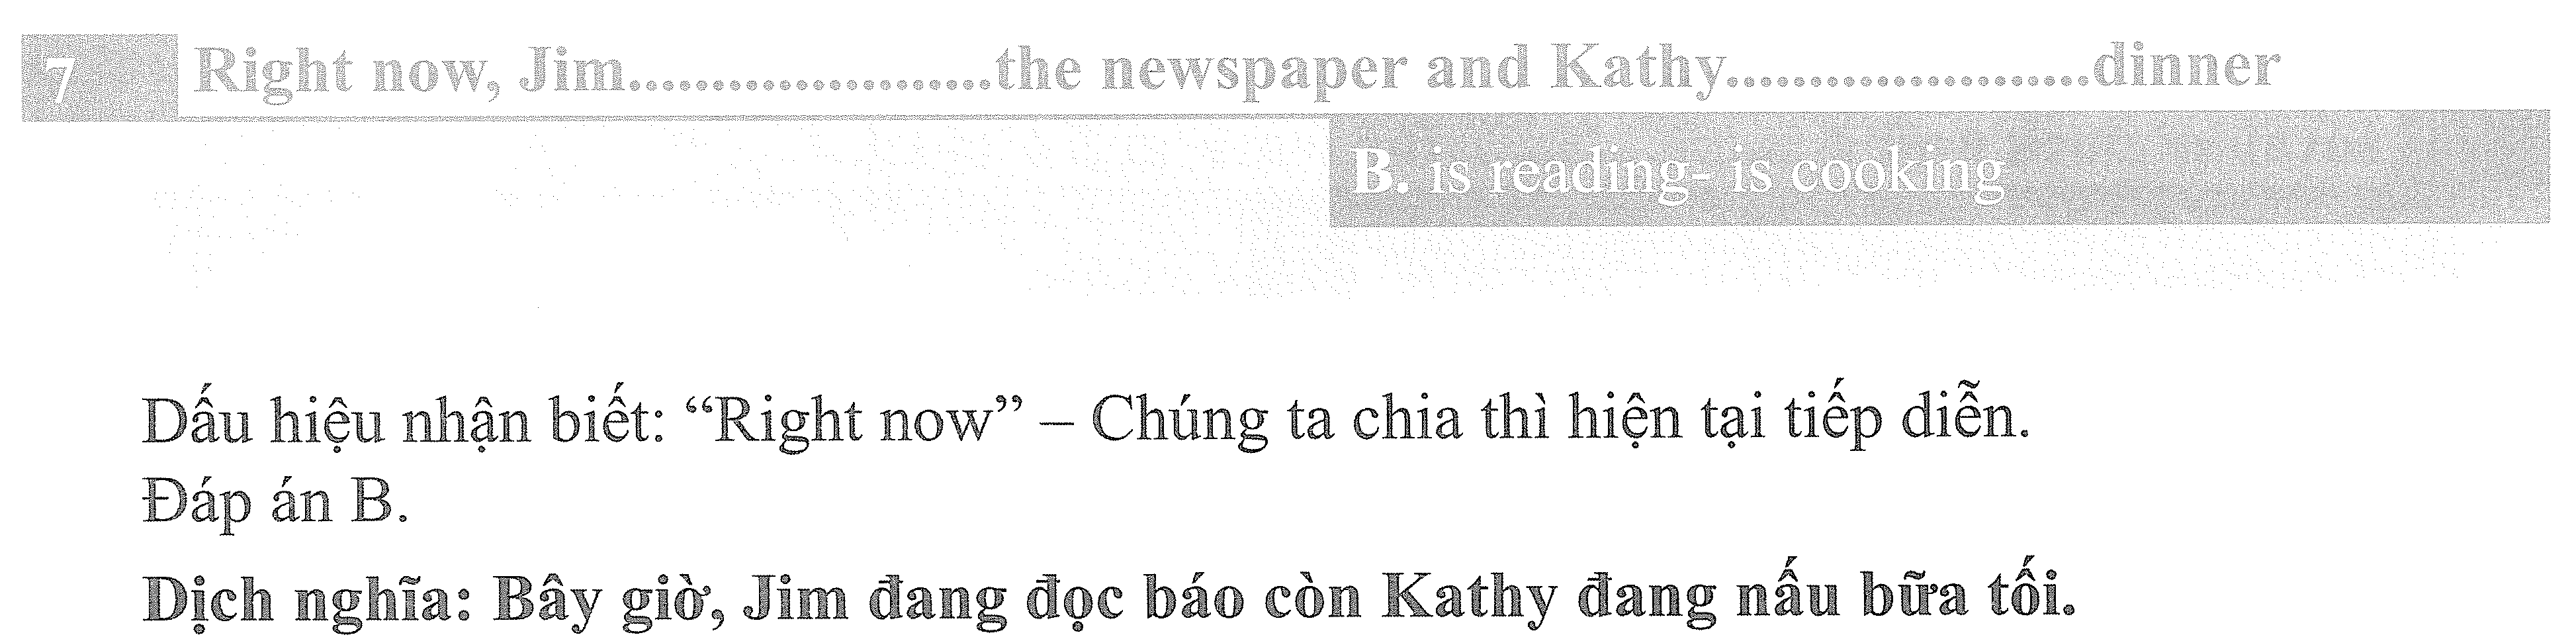 7 Right now, Jim.......................the newspaper and Kathy.......................dinner
B. is reading- is cooking
Dấu hiệu nhận biết: “Right now” – Chúng ta chia thì hiện tại tiếp diễn.
Đáp án B.
Dịch nghĩa: Bây giờ, Jim đang đọc báo còn Kathy đang nấu bữa tối.